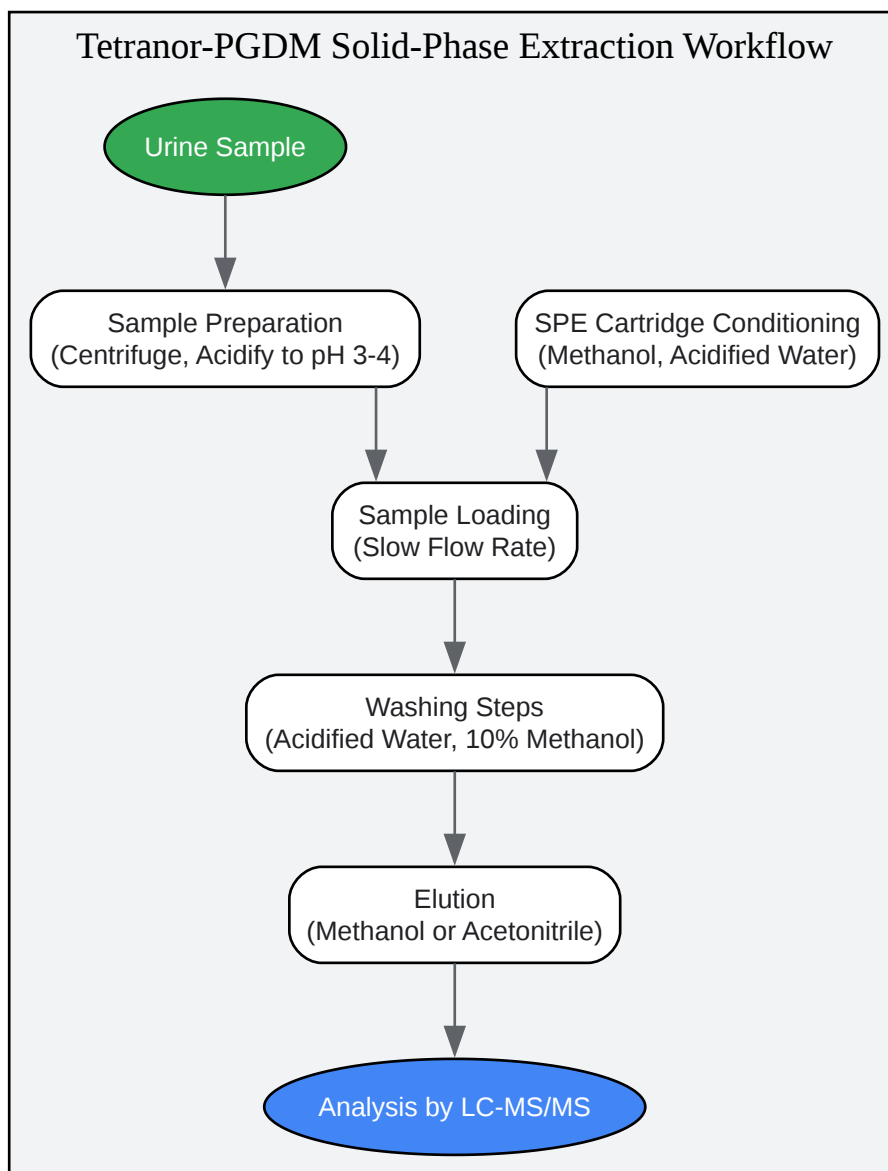 Tetranor-PGDM Solid-Phase Extraction Workflow
Urine Sample
Sample Preparation
(Centrifuge, Acidify to pH 3-4)
SPE Cartridge Conditioning
(Methanol, Acidified Water)
Sample Loading
(Slow Flow Rate)
Washing Steps
(Acidified Water, 10% Methanol)
Elution
(Methanol or Acetonitrile)
Analysis by LC-MS/MS